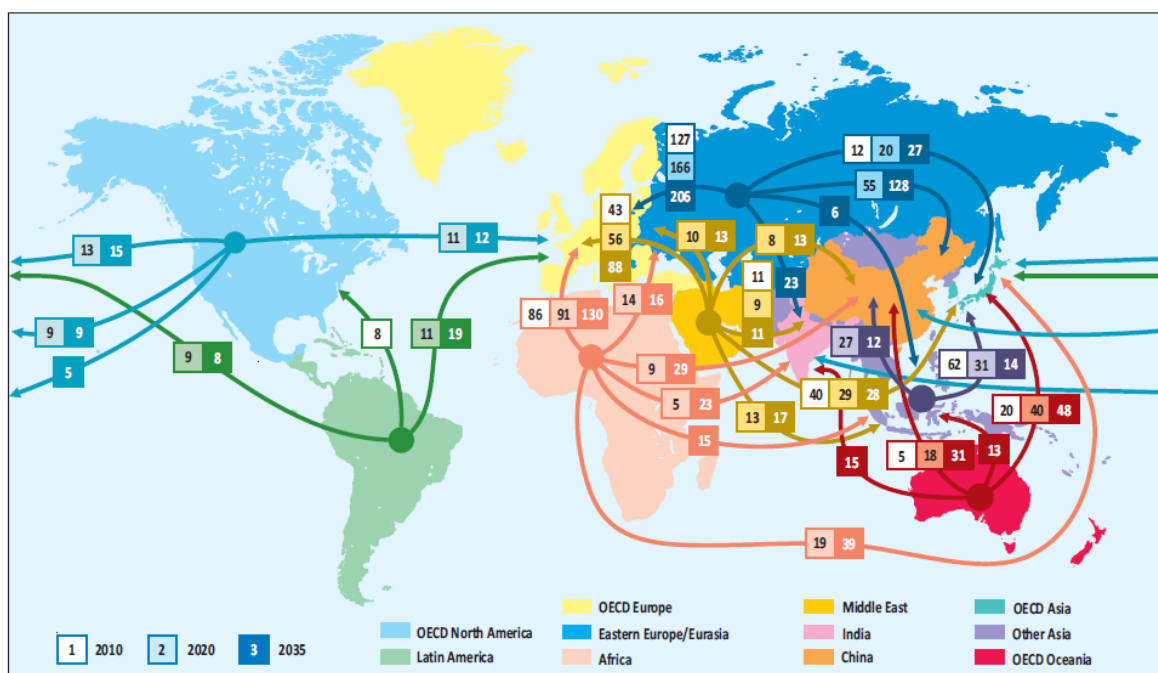 127
166
206
12 20 27
55 128
6
43
56
88
10 13
8 13
11
9
11
23
13 15
11 12
9 9
5
9 8
8
11 19
86 91 130
14 16
9 29
5 23
15
13 17
40 29 28
27 12
62 31 14
20 40 48
5 18 31
13
15
19 39
1 2010
2 2020
3 2035
OECD North America
Latin America
OECD Europe
Eastern Europe/Eurasia
Africa
Middle East
India
China
OECD Asia
Other Asia
OECD Oceania